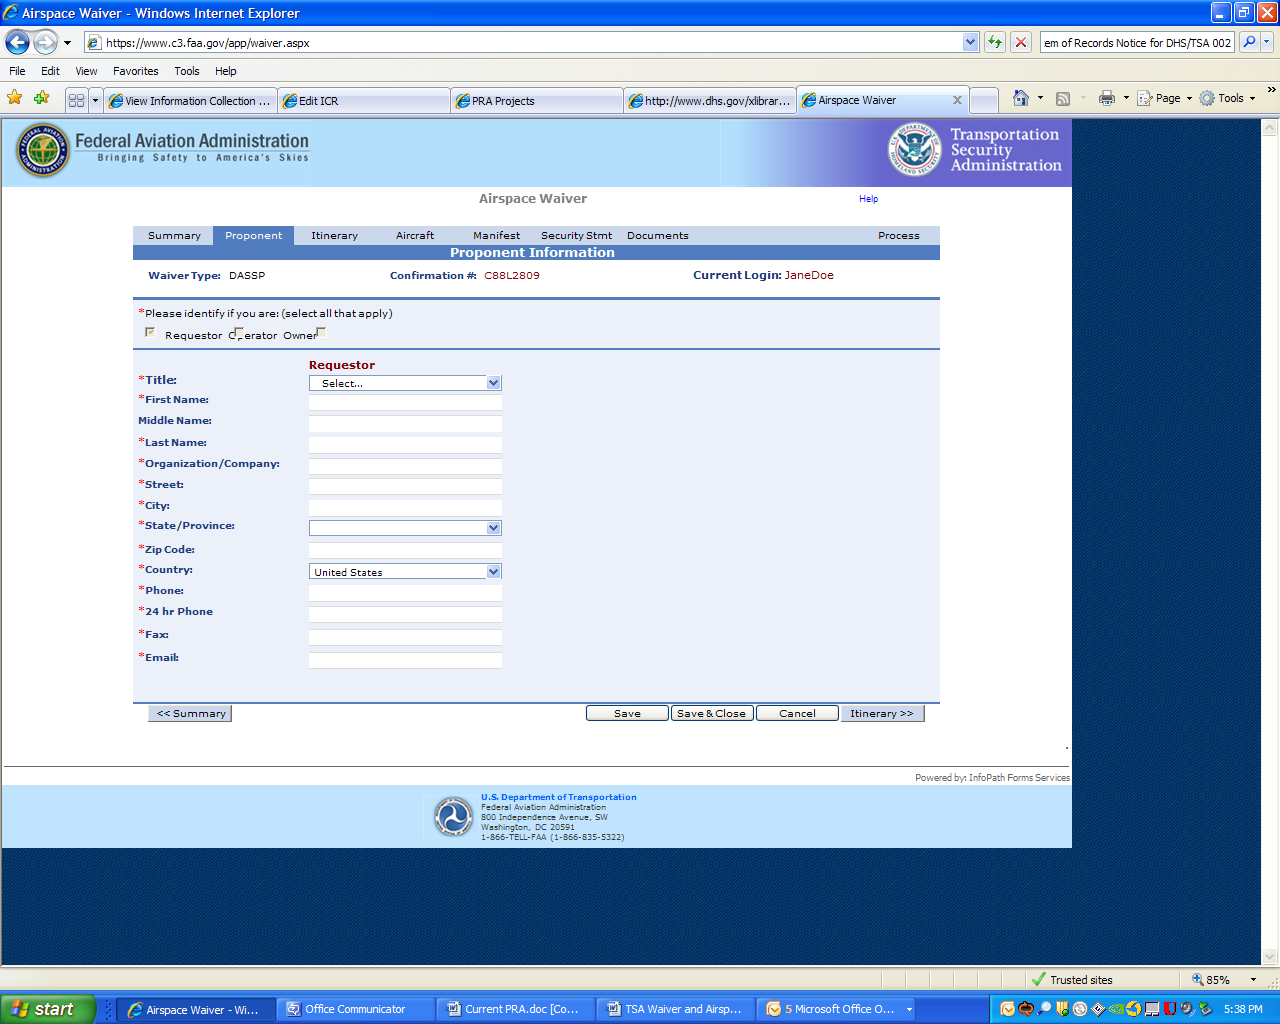 Airspace Waiver - Windows Internet Explorer
https://www.c3.faa.gov/app/waiver.aspx
em of Records Notice for DHS/TSA 002
File Edit View Favorites Tools Help
View Information Collection ...
Edit ICR
PRA Projects
http://www.dhs.gov/xlibrar...
Airspace Waiver
Page
Tools
Federal Aviation Administration
Bringing Safety to America's Skies
Transportation
Security
Administration
Airspace Waiver
Help
Summary Proponent Itinerary Aircraft Manifest Security Stmt Documents Process
Proponent Information
Waiver Type: DASSP Confirmation #: C88L2809 Current Login: JaneDoe
*Please identify if you are: (select all that apply)
Requestor Operator Owner
Requestor
*Title: Select...
*First Name:
Middle Name:
*Last Name:
*Organization/Company:
*Street:
*City:
*State/Province:
*Zip Code:
*Country: United States
*Phone:
*24 hr Phone
*Fax:
*Email:
<< Summary Save Save & Close Cancel Itinerary >>
Powered by: InfoPath Forms Services
U.S. Department of Transportation
Federal Aviation Administration
800 Independence Avenue, SW
Washington, DC 20591
1-866-TELL-FAA (1-866-835-5322)
Trusted sites
85%
start
Airspace Waiver - Wi...
Office Communicator
Current PRA.doc [Co...
TSA Waiver and Airsp...
5 Microsoft Office O...
5:38 PM